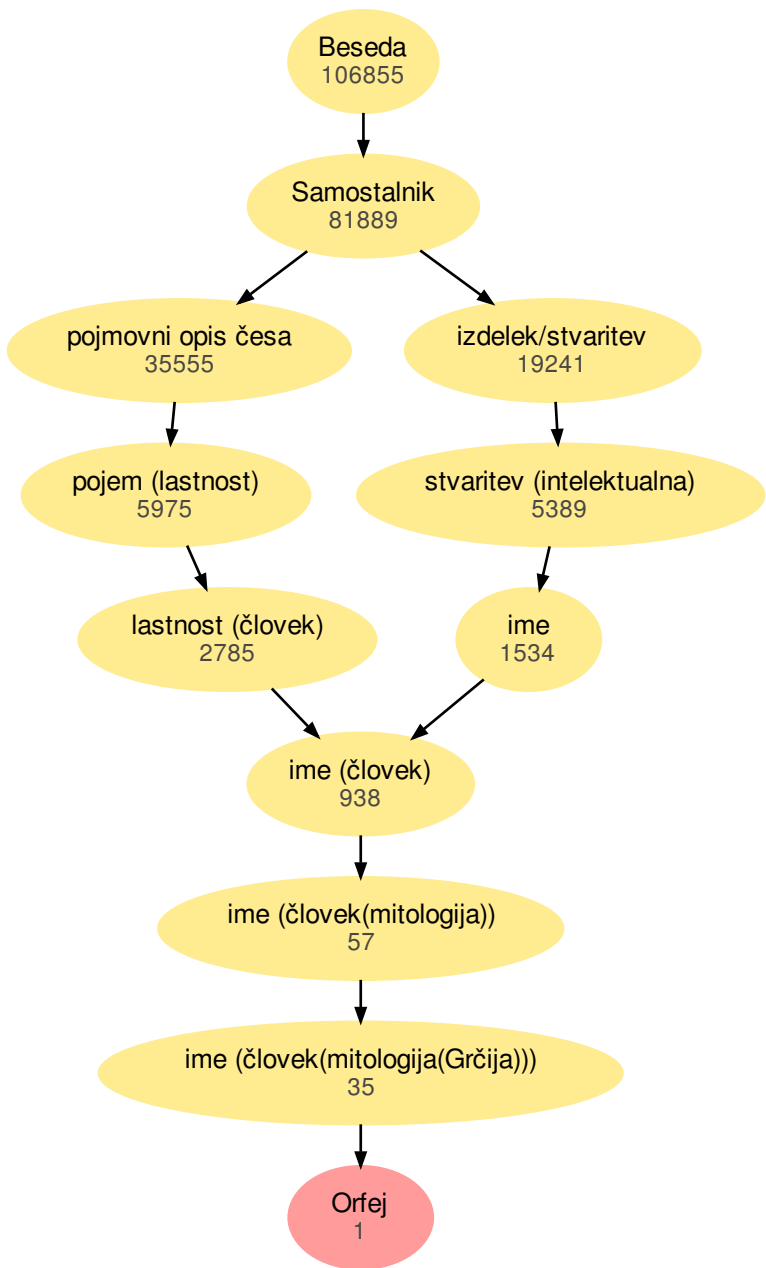 Beseda
106855
Samostalnik
81889
pojmovni opis česa
35555
izdelek/stvaritev
19241
pojem (lastnost)
5975
stvaritev (intelektualna)
5389
lastnost (človek)
2785
ime
1534
ime (človek)
938
ime (človek(mitologija))
57
ime (človek(mitologija(Grčija)))
35
Orfej
1